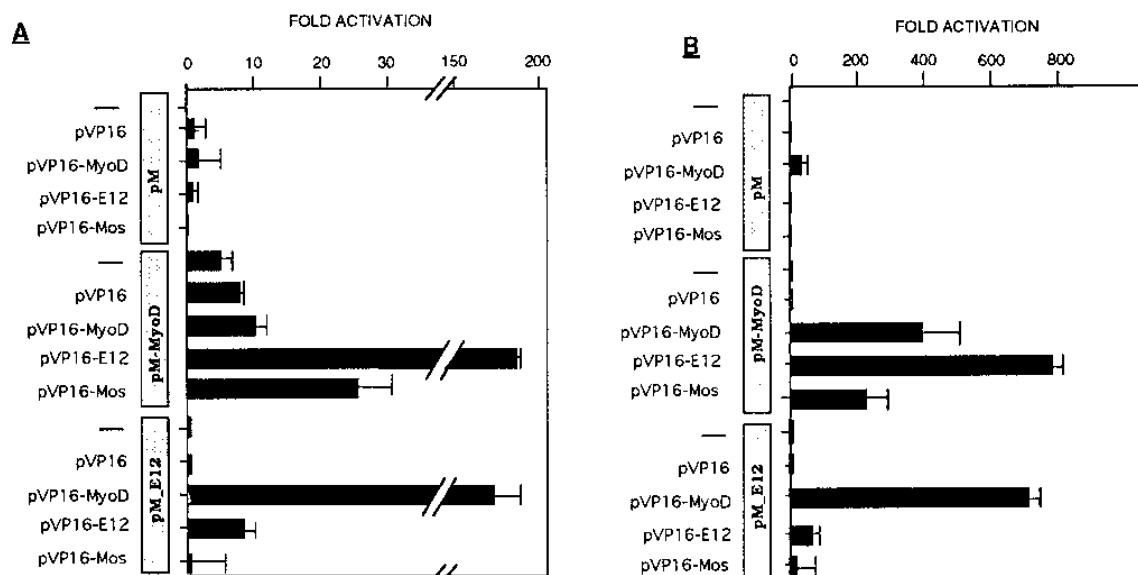 A
FOLD ACTIVATION
0 10 20 30 150 200
pM
—
pVP16
pVP16-MyoD
pVP16-E12
pVP16-Mos
pM-MyoD
—
pVP16
pVP16-MyoD
pVP16-E12
pVP16-Mos
pM_E12
—
pVP16
pVP16-MyoD
pVP16-E12
pVP16-Mos
B
FOLD ACTIVATION
0 200 400 600 800
pM
—
pVP16
pVP16-MyoD
pVP16-E12
pVP16-Mos
pM-MyoD
—
pVP16
pVP16-MyoD
pVP16-E12
pVP16-Mos
pM_E12
—
pVP16
pVP16-MyoD
pVP16-E12
pVP16-Mos